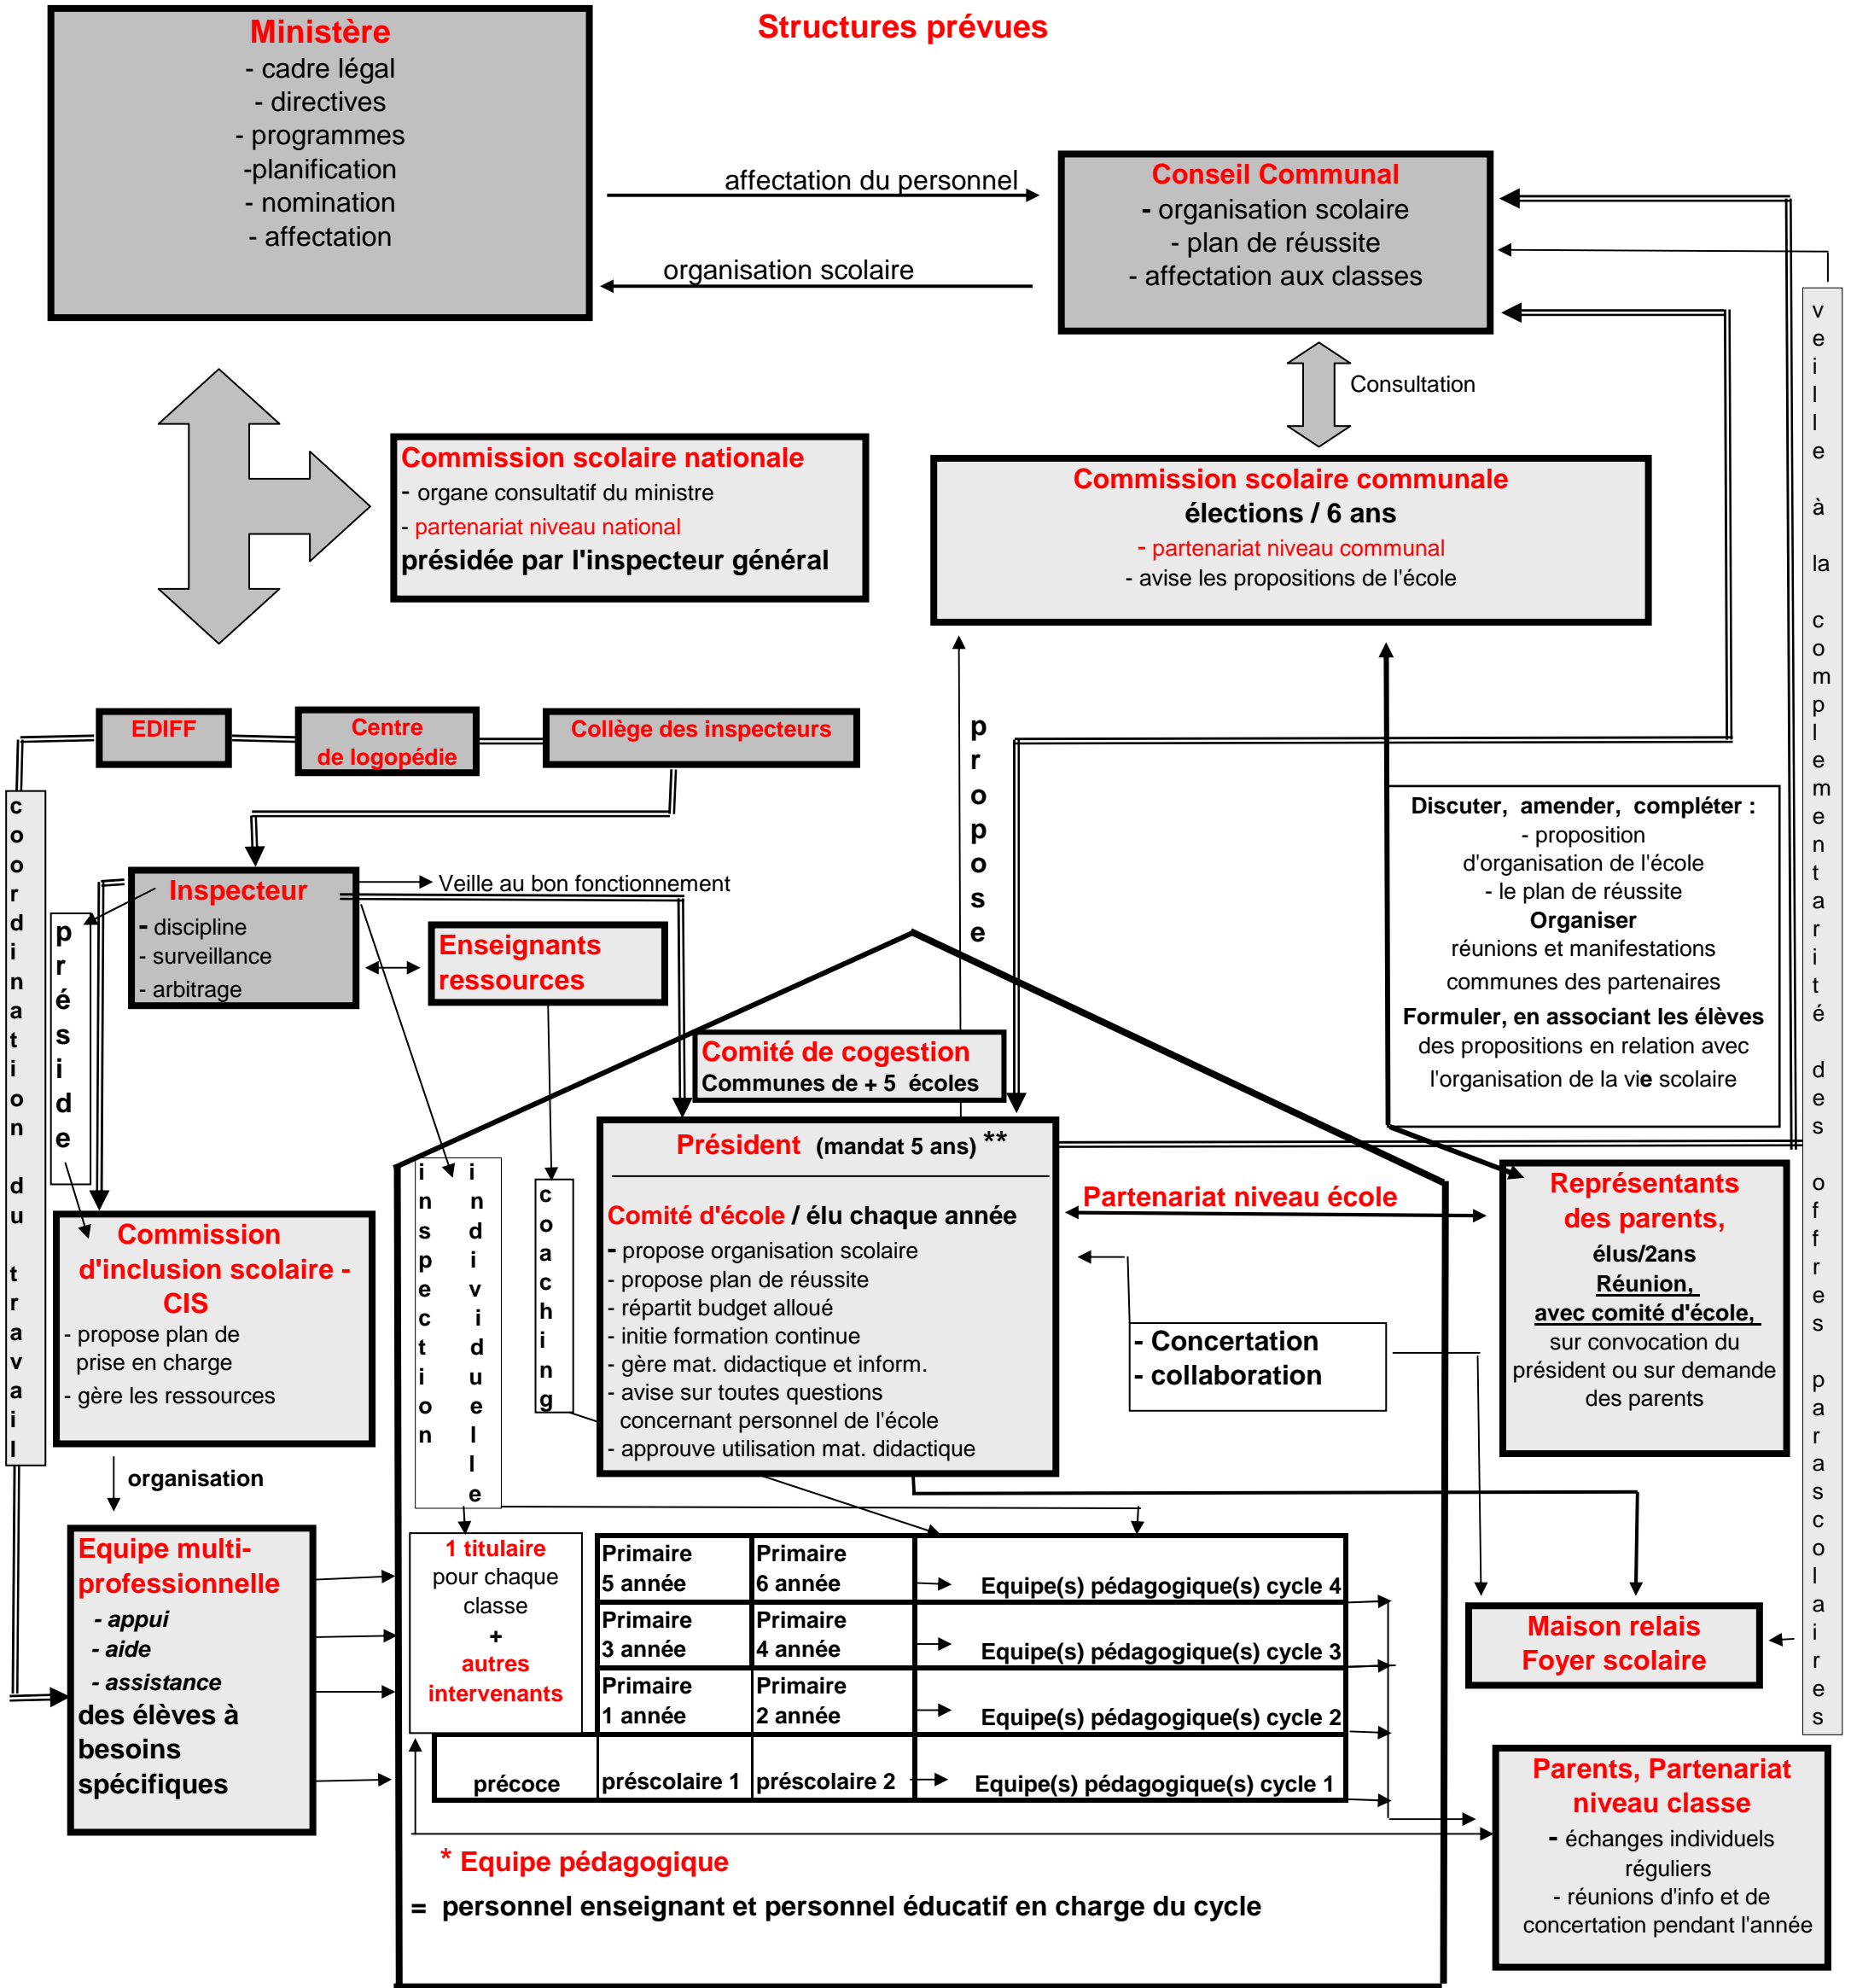 Structures prévues
Ministère
- cadre légal
- directives
- programmes
-planification
- nomination
- affectation
affectation du personnel
organisation scolaire
Conseil Communal
- organisation scolaire
- plan de réussite
- affectation aux classes
Consultation
Commission scolaire nationale
- organe consultatif du ministre
- partenariat niveau national
présidée par l'inspecteur général
Commission scolaire communale
élections / 6 ans
- partenariat niveau communal
- avise les propositions de l'école
veille à la complementarité des offres parascolaires
EDIFF
Centre
de logopédie
Collège des inspecteurs
propose
coordination du travail
Discuter, amender, compléter :
- proposition
d'organisation de l'école
- le plan de réussite
Organiser
réunions et manifestations
communes des partenaires
Formuler, en associant les élèves
des propositions en relation avec
l'organisation de la vie scolaire
Inspecteur
- discipline
- surveillance
- arbitrage
Veille au bon fonctionnement
préside
Enseignants
ressources
Comité de cogestion
Communes de + 5 écoles
Président (mandat 5 ans) **
Comité d'école / élu chaque année
- propose organisation scolaire
- propose plan de réussite
- répartit budget alloué
- initie formation continue
- gère mat. didactique et inform.
- avise sur toutes questions
concernant personnel de l'école
- approuve utilisation mat. didactique
inspection
individuelle
coaching
Partenariat niveau école
- Concertation
- collaboration
Représentants
des parents,
élus/2ans
Réunion,
avec comité d'école,
sur convocation du
président ou sur demande
des parents
Commission
d'inclusion scolaire -
CIS
- propose plan de
prise en charge
- gère les ressources
organisation
Equipe multi-
professionnelle
- appui
- aide
- assistance
des élèves à
besoins
spécifiques
1 titulaire
pour chaque
classe
+
autres
intervenants
Primaire
5 année
Primaire
6 année
Equipe(s) pédagogique(s) cycle 4
Primaire
3 année
Primaire
4 année
Equipe(s) pédagogique(s) cycle 3
Primaire
1 année
Primaire
2 année
Equipe(s) pédagogique(s) cycle 2
précoce
préscolaire 1
préscolaire 2
Equipe(s) pédagogique(s) cycle 1
Maison relais
Foyer scolaire
Parents, Partenariat
niveau classe
- échanges individuels
réguliers
- réunions d'info et de
concertation pendant l'année
* Equipe pédagogique
= personnel enseignant et personnel éducatif en charge du cycle